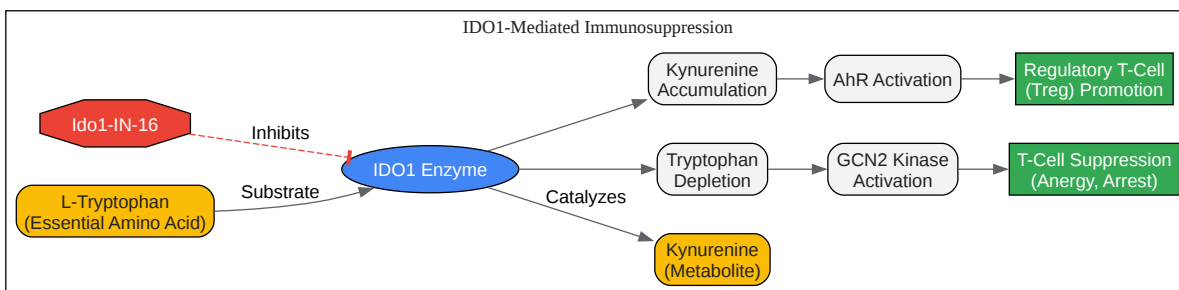 IDO1-Mediated Immunosuppression
Kynurenine
Accumulation
AhR Activation
Regulatory T-Cell
(Treg) Promotion
Ido1-IN-16
Inhibits
IDO1 Enzyme
Tryptophan
Depletion
GCN2 Kinase
Activation
T-Cell Suppression
(Anergy, Arrest)
L-Tryptophan
(Essential Amino Acid)
Substrate
Catalyzes
Kynurenine
(Metabolite)